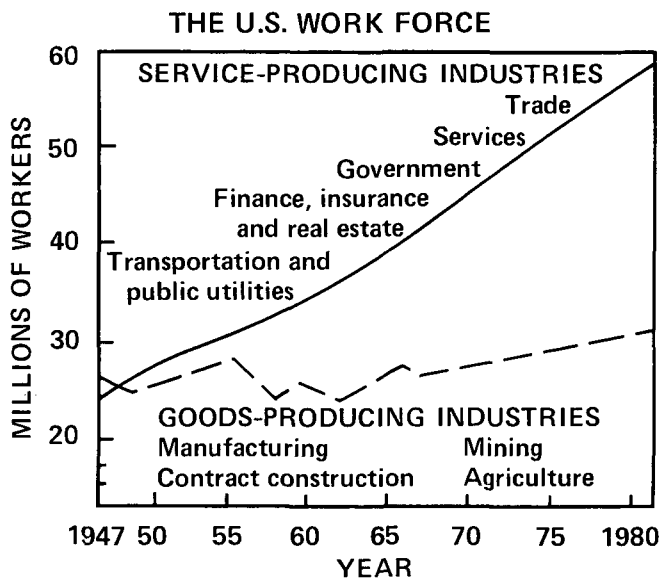 THE U.S. WORK FORCE
60
SERVICE-PRODUCING INDUSTRIES
Trade
50
Services
Government
Finance, insurance
and real estate
40
Transportation and
public utilities
30
20
MILLIONS OF WORKERS
GOODS-PRODUCING INDUSTRIES
Manufacturing Mining
Contract construction Agriculture
1947 50 55 60 65 70 75 1980
YEAR